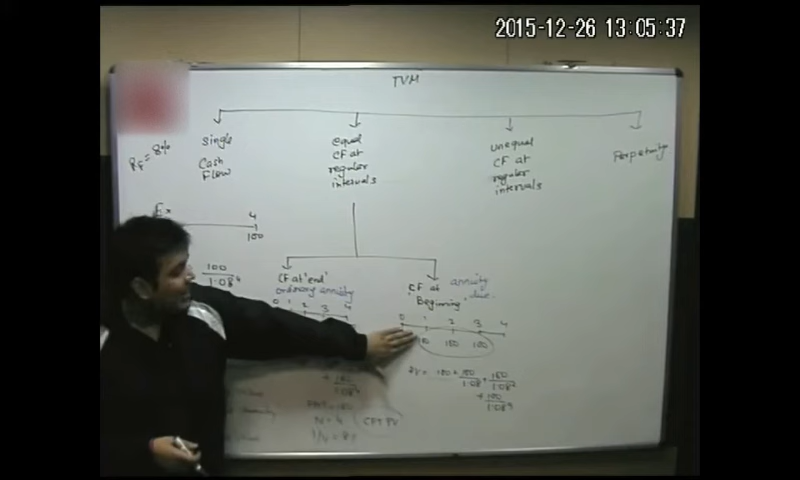 2015-12-26 13:05:37
TVM
Rf = 8%
single
Cash
Flow
equal
CF at
regular
intervals
unequal
CF at
regular
intervals
Perpetuity
Ex
4
100
100
1.08⁴
CF at 'end'
ordinary annuity
0 1 2 3 4
CF at
'Beginning'
annuity
due
0 1 2 3 4
100 100
PV = 100 + 100/1.08 + 100/1.08²
+ 100/1.08³
PMT = 100
N = 4
CPT PV
I/Y = 8%